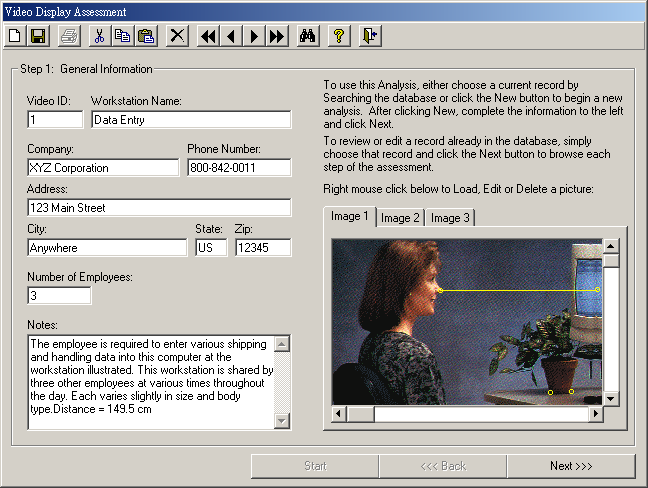 Video Display Assessment
Step 1:  General Information
Video ID:
Workstation Name:
1
Data Entry
Company:
Phone Number:
XYZ Corporation
800-842-0011
Address:
123 Main Street
City:
State:
Zip:
Anywhere
US
12345
Number of Employees:
3
Notes:
The employee is required to enter various shipping
and handling data into this computer at the
workstation illustrated. This workstation is shared by
three other employees at various times throughout
the day. Each varies slightly in size and body
type.Distance = 149.5 cm
To use this Analysis, either choose a current record by
Searching the database or click the New button to begin a new
analysis.  After clicking New, complete the information to the left
and click Next.
To review or edit a record already in the database, simply
choose that record and click the Next button to browse each
step of the assessment.
Right mouse click below to Load, Edit or Delete a picture:
Image 1
Image 2
Image 3
Start
<<< Back
Next >>>